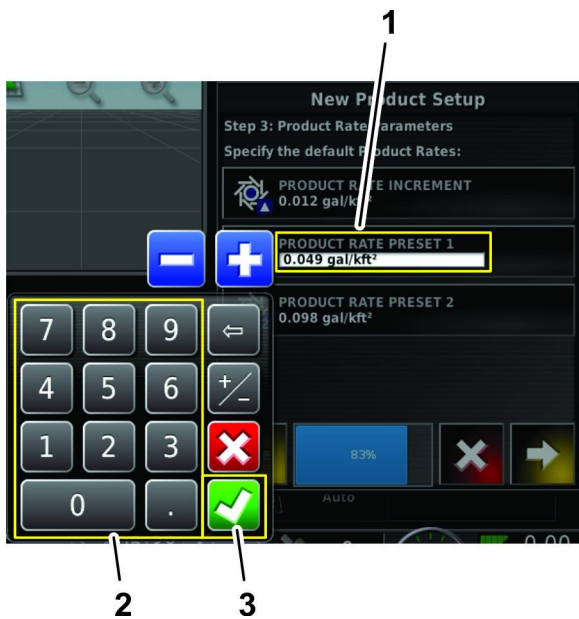 1
New Product Setup
Step 3: Product Rate Parameters
Specify the default Product Rates:
PRODUCT RATE INCREMENT
0.012 gal/kft²
PRODUCT RATE PRESET 1
0.049 gal/kft²
PRODUCT RATE PRESET 2
0.098 gal/kft²
7 8 9
4 5 6 +/−
1 2 3
0 .
83%
Auto
0.00
2 3